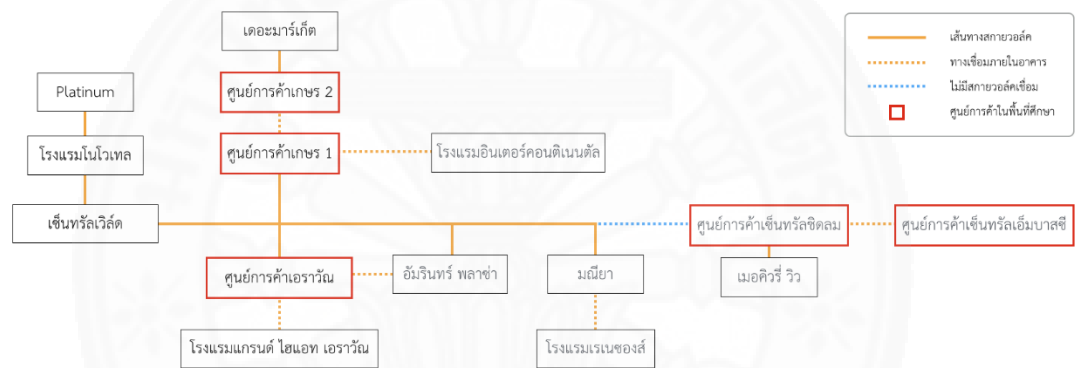 เดอะมาร์เก็ต
เส้นทางสกายวอล์ค
ทางเชื่อมภายในอาคาร
ไม่มีสกายวอล์คเชื่อม
ศูนย์การค้าในพื้นที่ศึกษา
Platinum
ศูนย์การค้าเกษร 2
โรงแรมโนโวเทล
ศูนย์การค้าเกษร 1
โรงแรมอินเตอร์คอนติเนนตัล
เซ็นทรัลเวิล์ด
ศูนย์การค้าเซ็นทรัลชิดลม
ศูนย์การค้าเซ็นทรัลเอ็มบาสซี
ศูนย์การค้าเอราวัณ
อัมรินทร์ พลาซ่า
มณียา
เมอคิวรี่ วิว
โรงแรมแกรนด์ ไฮแอท เอราวัณ
โรงแรมเรเนซองส์